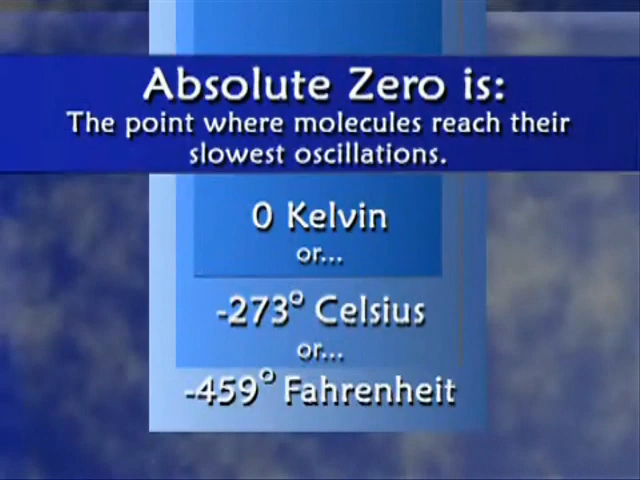 Absolute Zero is:
The point where molecules reach their
slowest oscillations.
0 Kelvin
or...
-273° Celsius
or...
-459° Fahrenheit